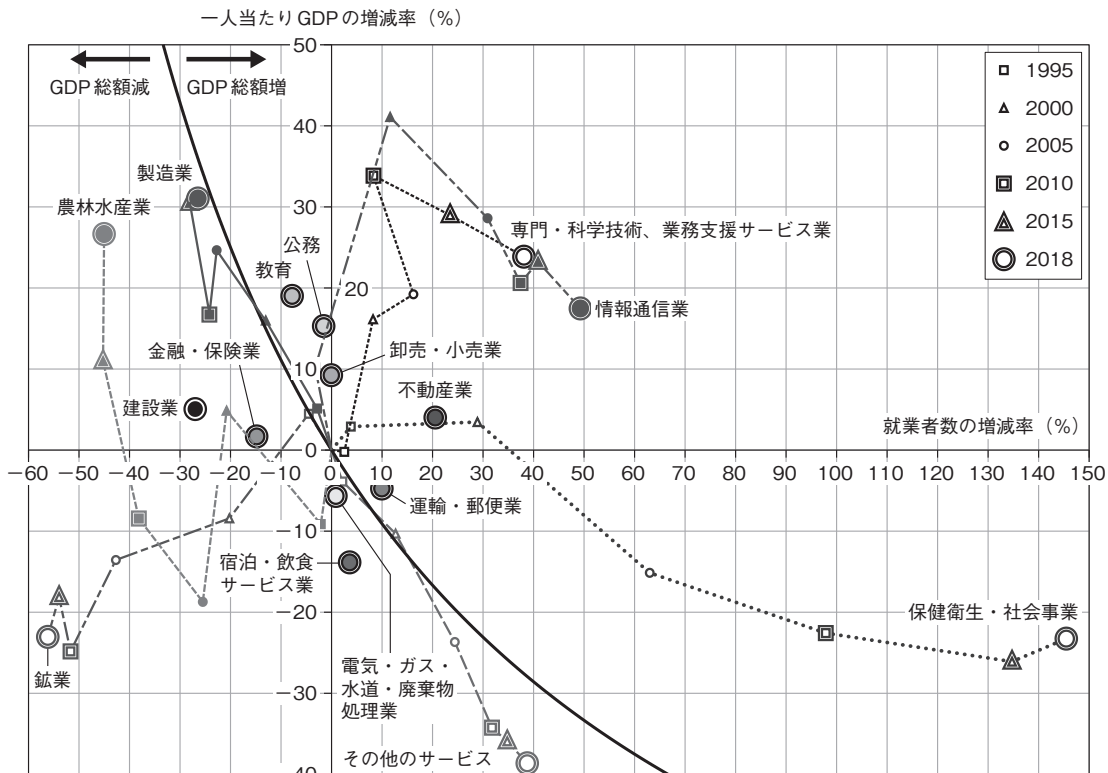 一人当たりGDPの増減率（%）
50
GDP総額減
GDP総額増
1995
2000
2005
2010
2015
2018
40
製造業
農林水産業
30
公務
専門・科学技術、業務支援サービス業
教育
20
情報通信業
金融・保険業
卸売・小売業
10
不動産業
建設業
就業者数の増減率（%）
0
−60
−50
−40
−30
−20
−10
0
10
20
30
40
50
60
70
80
90
100
110
120
130
140
150
運輸・郵便業
−10
宿泊・飲食
サービス業
−20
保健衛生・社会事業
鉱業
電気・ガス・
水道・廃棄物
処理業
−30
その他のサービス
−40